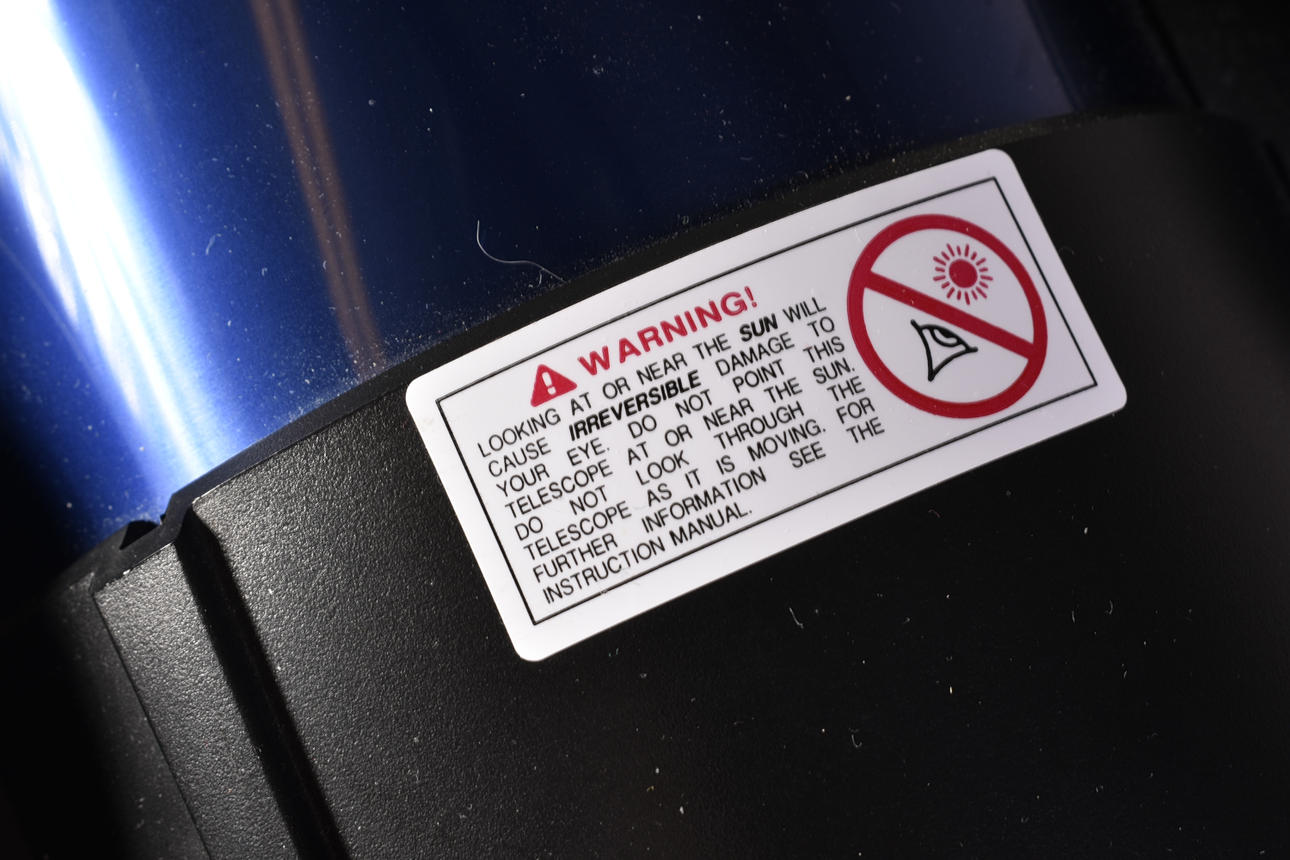 WARNING!
LOOKING AT OR NEAR THE SUN WILL
CAUSE IRREVERSIBLE DAMAGE TO
YOUR EYE. DO NOT POINT THIS
TELESCOPE AT OR NEAR THE SUN.
DO NOT LOOK THROUGH THE
TELESCOPE AS IT IS MOVING. FOR
FURTHER INFORMATION SEE THE
INSTRUCTION MANUAL.